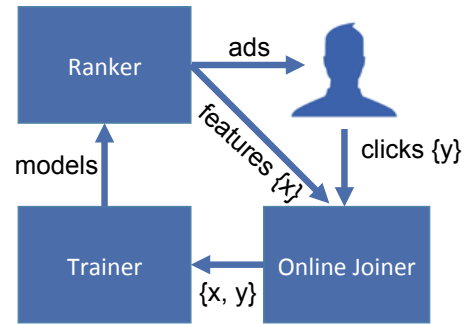 Ranker
ads
features {x}
clicks {y}
models
Trainer
{x, y}
Online Joiner